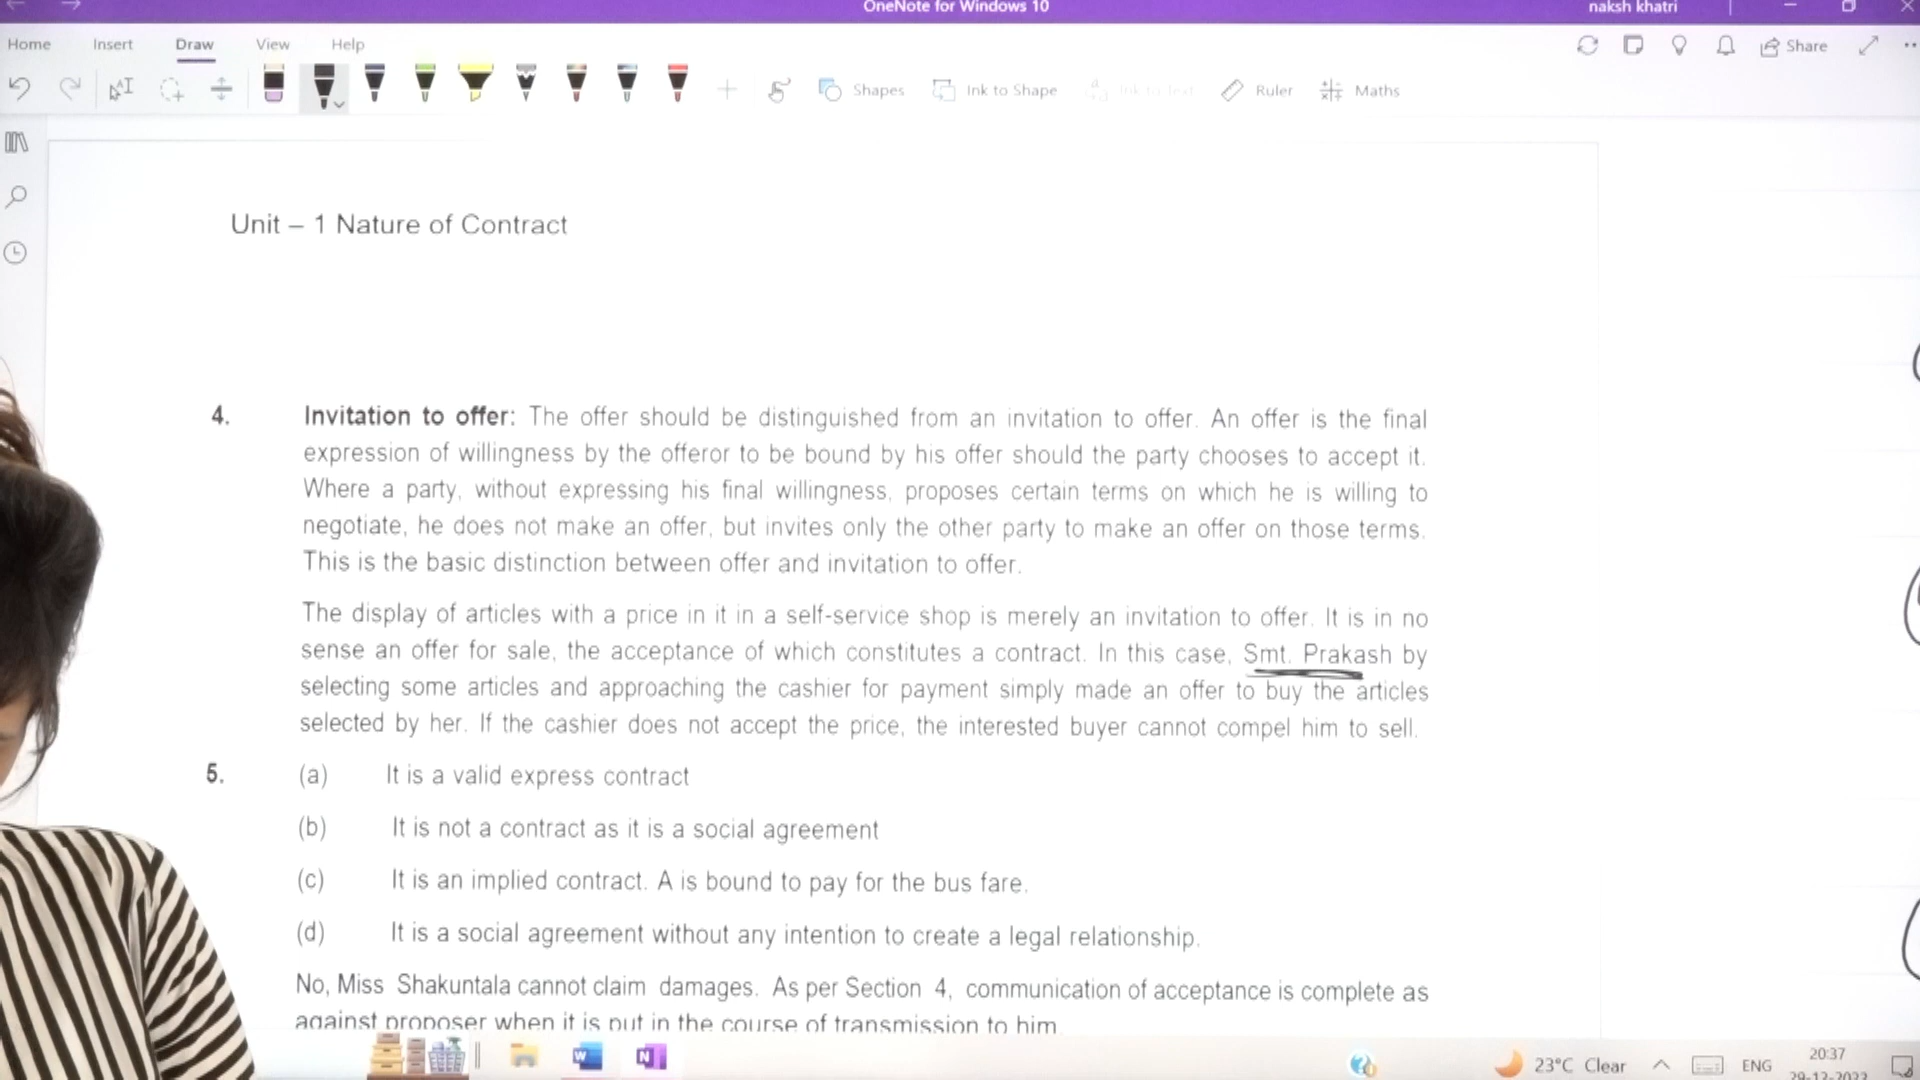 OneNote for Windows 10
naksh khatri
Home Insert Draw View Help
Share
Shapes Ink to Shape Ink to Text Ruler Maths
Unit – 1 Nature of Contract
4. Invitation to offer: The offer should be distinguished from an invitation to offer. An offer is the final
expression of willingness by the offeror to be bound by his offer should the party chooses to accept it.
Where a party, without expressing his final willingness, proposes certain terms on which he is willing to
negotiate, he does not make an offer, but invites only the other party to make an offer on those terms.
This is the basic distinction between offer and invitation to offer.
The display of articles with a price in it in a self-service shop is merely an invitation to offer. It is in no
sense an offer for sale, the acceptance of which constitutes a contract. In this case, Smt. Prakash by
selecting some articles and approaching the cashier for payment simply made an offer to buy the articles
selected by her. If the cashier does not accept the price, the interested buyer cannot compel him to sell.
5. (a) It is a valid express contract
(b) It is not a contract as it is a social agreement
(c) It is an implied contract. A is bound to pay for the bus fare.
(d) It is a social agreement without any intention to create a legal relationship.
No, Miss Shakuntala cannot claim damages. As per Section 4, communication of acceptance is complete as
against proposer when it is put in the course of transmission to him
23°C Clear
ENG
20:37
29-12-2022